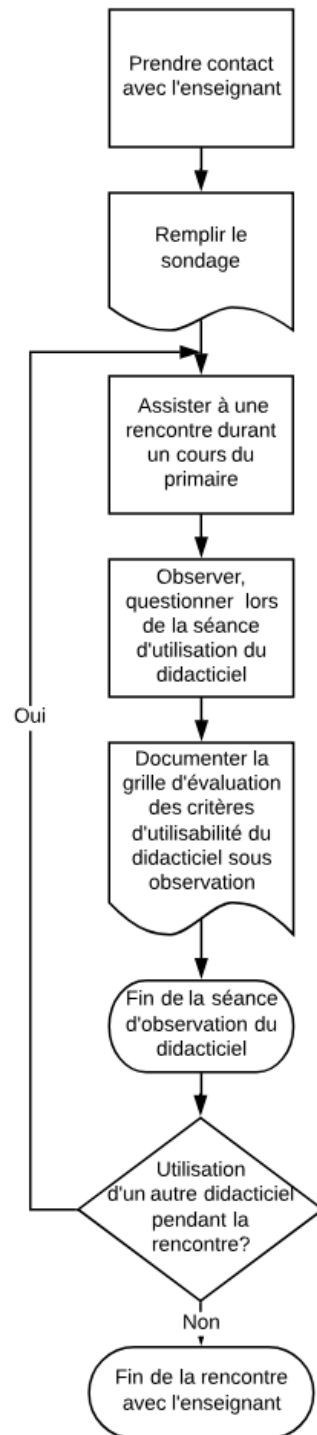 Prendre contact
avec l'enseignant
Remplir le
sondage
Assister à une
rencontre durant
un cours du
primaire
Observer,
questionner lors
de la séance
d'utilisation du
didacticiel
Oui
Documenter la
grille d'évaluation
des critères
d'utilisabilité du
didacticiel sous
observation
Fin de la séance
d'observation du
didacticiel
Utilisation
d'un autre didacticiel
pendant la
rencontre?
Non
Fin de la rencontre
avec l'enseignant